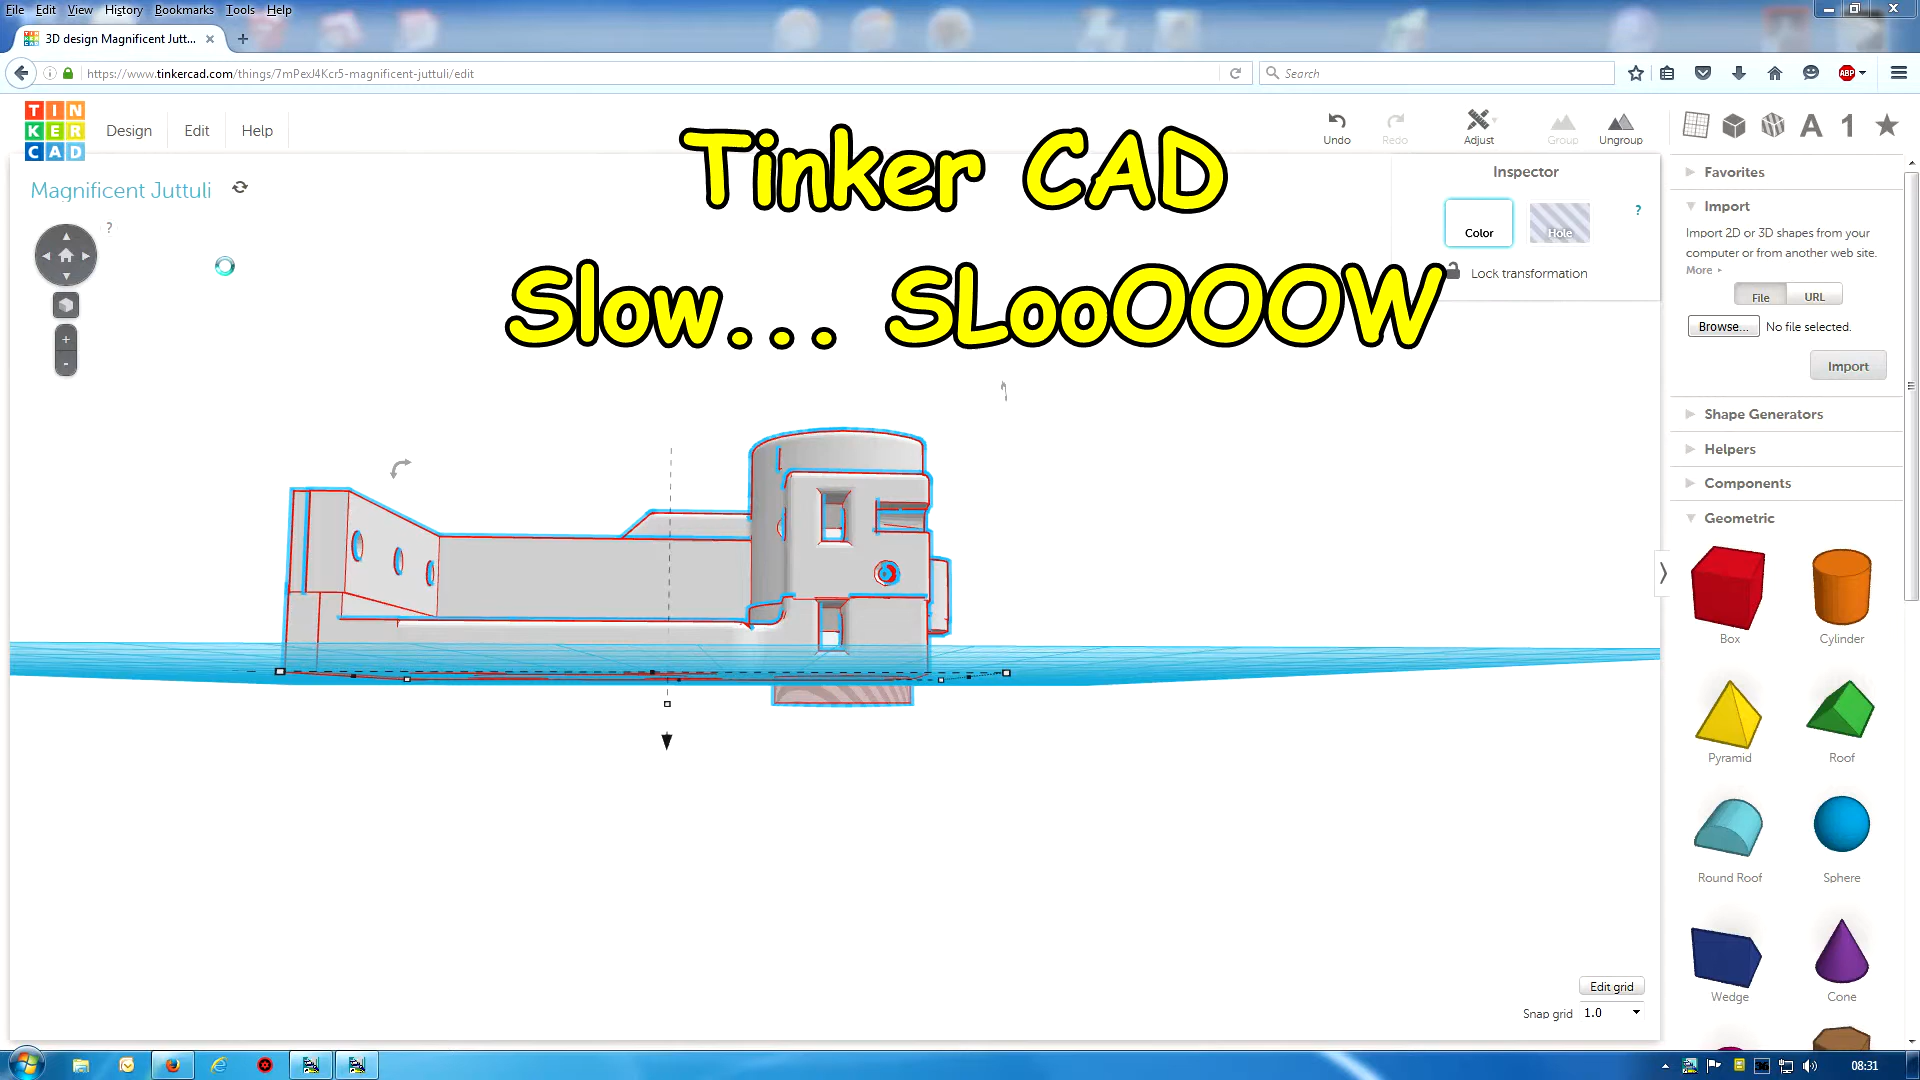 File Edit View History Bookmarks Tools Help
3D design Magnificent Jutt...
https://www.tinkercad.com/things/7mPexJ4Kcr5-magnificent-juttuli/edit
Search
ABP
TIN
KER
CAD
Design Edit Help
Undo Redo Adjust Group Ungroup
Tinker CAD
Slow... SLooOOOW
Magnificent Juttuli
?
Inspector
Color
Hole
?
Lock transformation
Favorites
Import
Import 2D or 3D shapes from your
computer or from another web site.
More
File URL
Browse... No file selected.
Import
Shape Generators
Helpers
Components
Geometric
Box Cylinder
Pyramid Roof
Round Roof Sphere
Wedge Cone
Edit grid
Snap grid 1.0
08:31